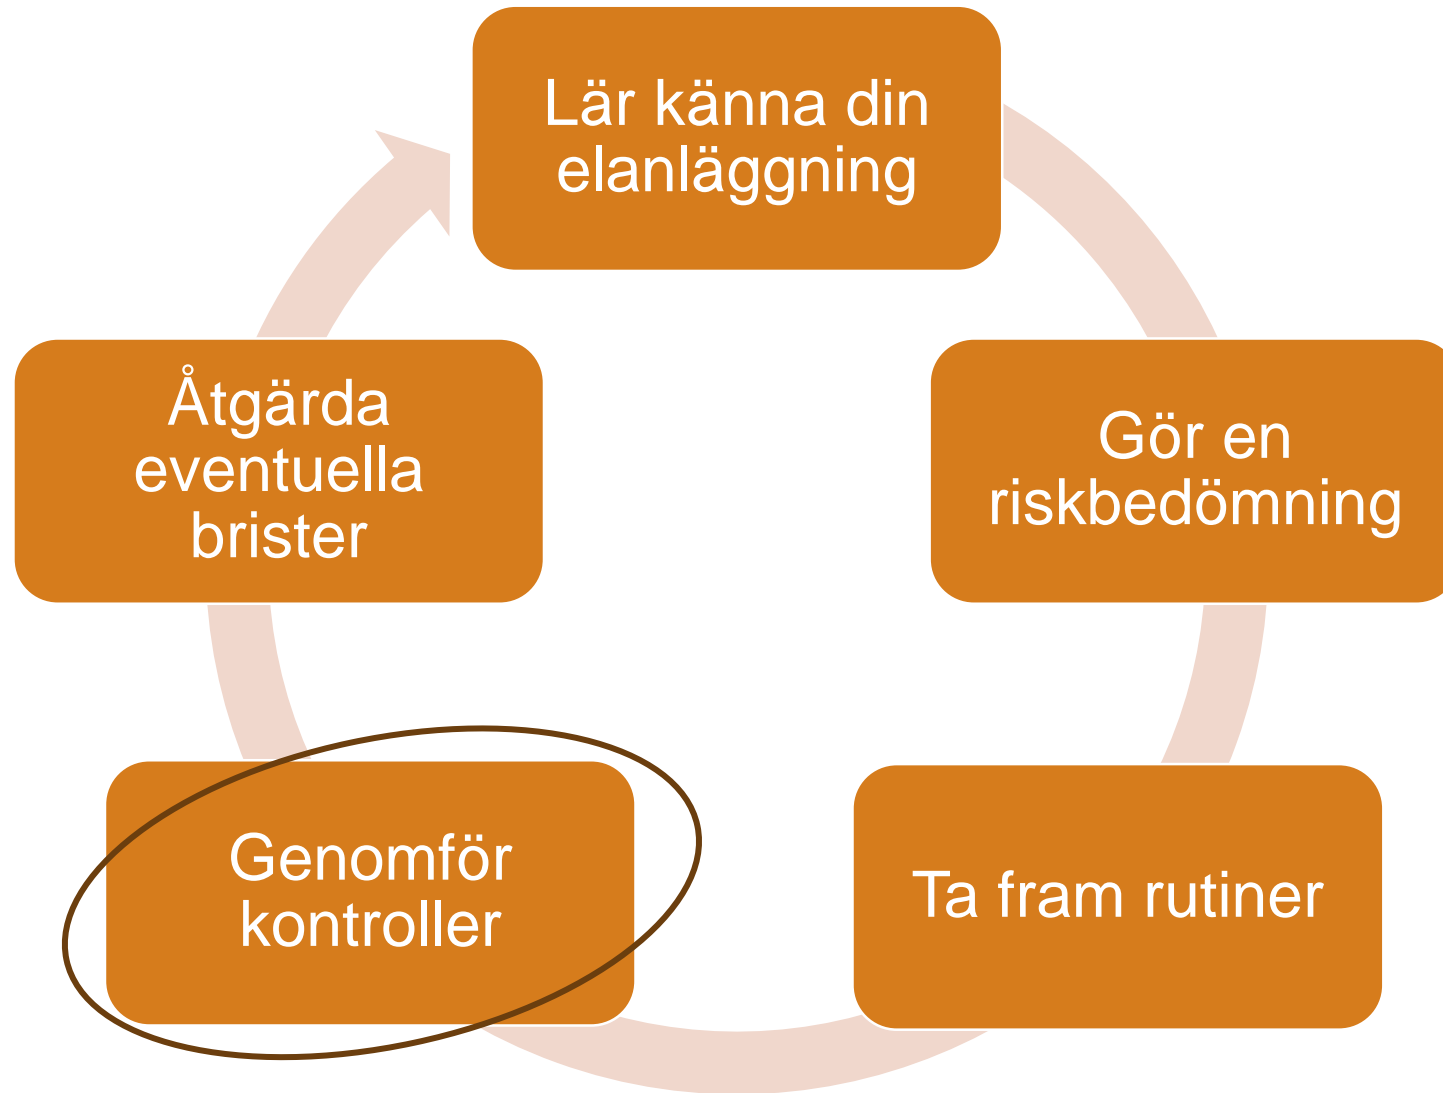 Lär känna din
elanläggning
Gör en
riskbedömning
Ta fram rutiner
Genomför
kontroller
Åtgärda
eventuella
brister